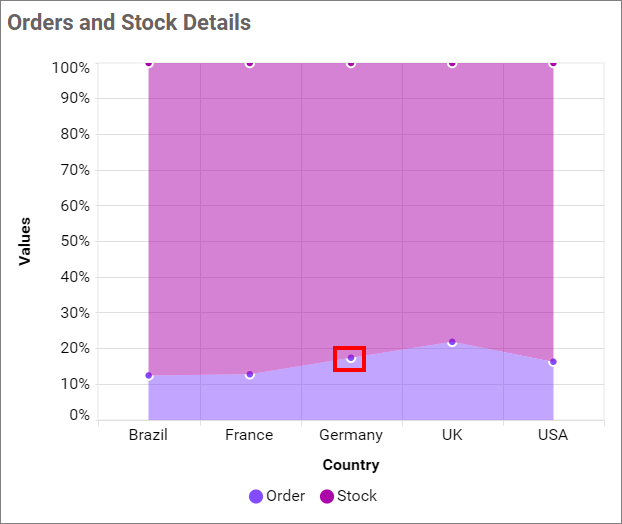 Orders and Stock Details
100%
90%
80%
70%
60%
50%
40%
30%
20%
10%
0%
Values
Brazil France Germany UK USA
Country
Order Stock